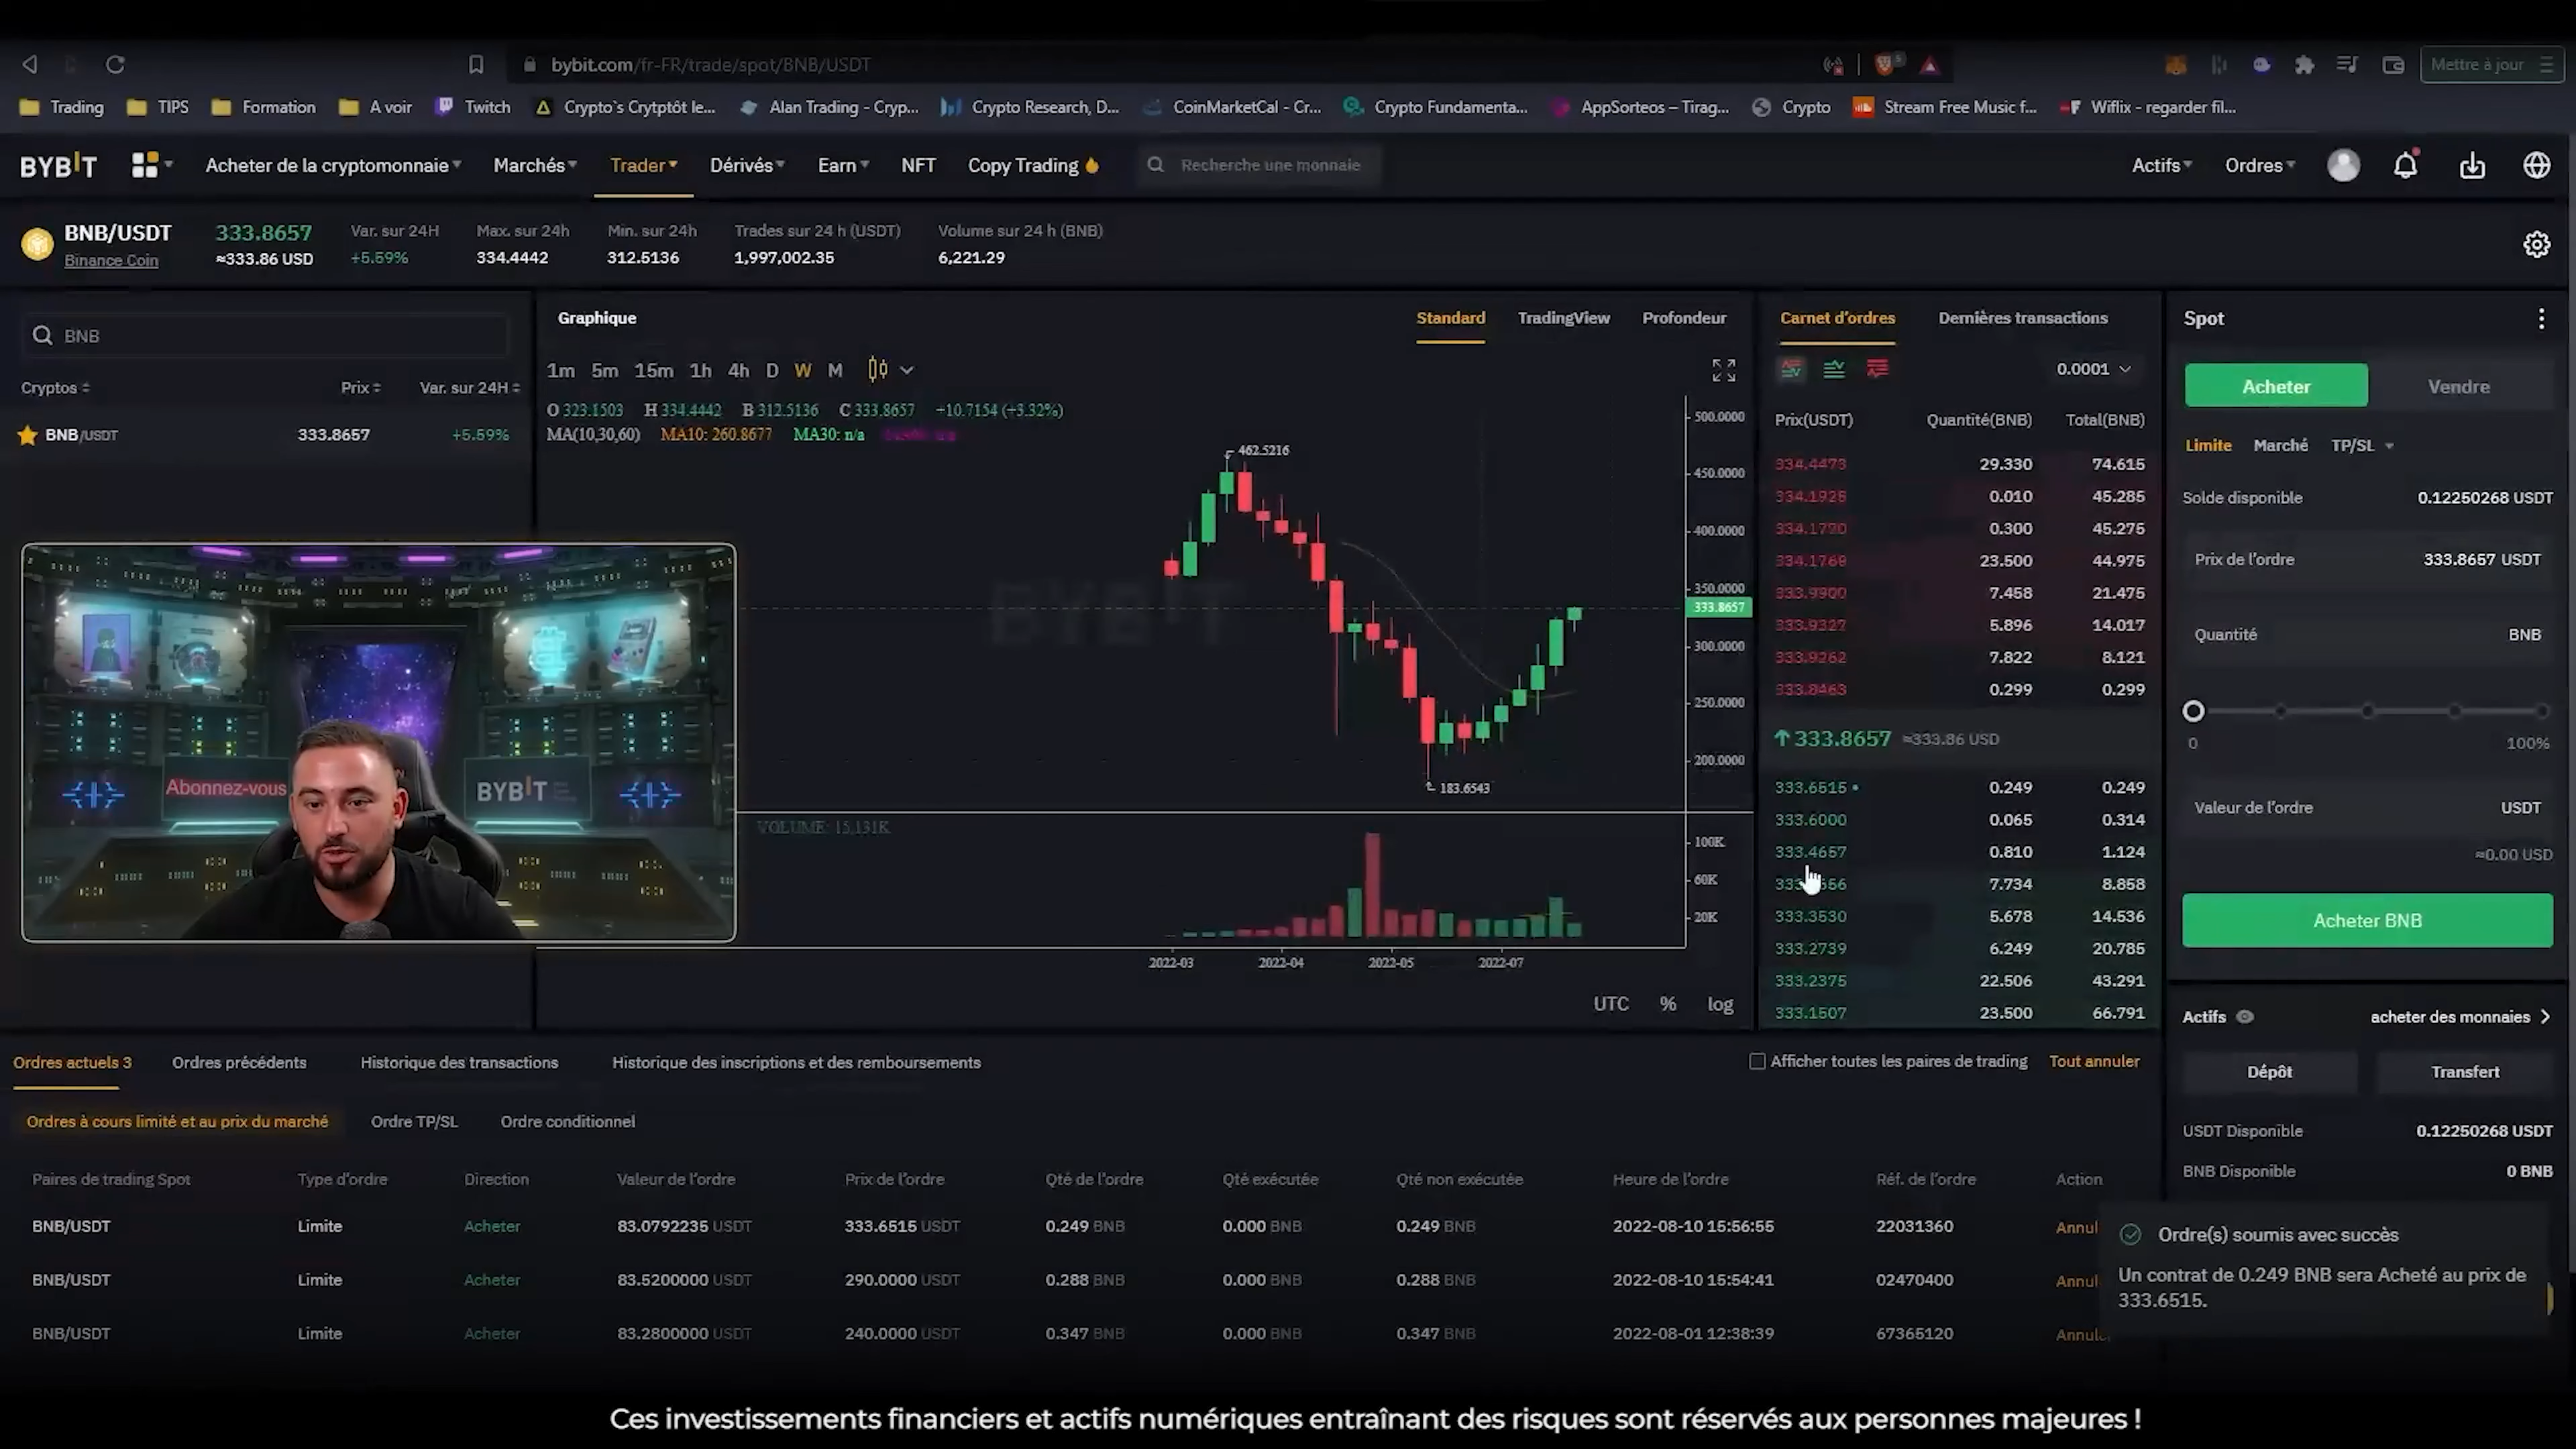 bybit.com/fr-FR/trade/spot/BNB/USDT
Mettre à jour
Trading TIPS Formation A voir Twitch Crypto`s Crytptôt le... Alan Trading - Cryp... Crypto Research, D... CoinMarketCal - Cr... Crypto Fundamenta... AppSorteos – Tirag... Crypto Stream Free Music f... Wiflix - regarder fil...
BYBIT Acheter de la cryptomonnaie Marchés Trader Dérivés Earn NFT Copy Trading Recherche une monnaie Actifs Ordres
BNB/USDT 333.8657 Var. sur 24H Max. sur 24h Min. sur 24h Trades sur 24 h (USDT) Volume sur 24 h (BNB)
Binance Coin ≈333.86 USD +5.59% 334.4442 312.5136 1,997,002.35 6,221.29
BNB
Cryptos Prix Var. sur 24H
BNB/USDT 333.8657 +5.59%
Abonnez-vous
BYBIT
Graphique Standard TradingView Profondeur
1m 5m 15m 1h 4h D W M
O 323.1503 H 334.4442 B 312.5136 C 333.8657 +10.7154 (+3.32%)
MA(10,30,60) MA10: 260.8677 MA30: n/a
462.5216
183.6543
BYBIT
500.0000
450.0000
400.0000
350.0000
333.8657
300.0000
250.0000
200.0000
VOLUME: 15,131K
100K
60K
20K
2022-03 2022-04 2022-05 2022-07
UTC % log
Carnet d'ordres Dernières transactions
0.0001
Prix(USDT) Quantité(BNB) Total(BNB)
334.4473 29.330 74.615
334.1925 0.010 45.285
334.1770 0.300 45.275
334.1769 23.500 44.975
333.9900 7.458 21.475
333.9327 5.896 14.017
333.9262 7.822 8.121
333.8463 0.299 0.299
333.8657 ≈333.86 USD
333.6515 0.249 0.249
333.6000 0.065 0.314
333.4657 0.810 1.124
7.734 8.858
333.3530 5.678 14.536
333.2739 6.249 20.785
333.2375 22.506 43.291
333.1507 23.500 66.791
Spot
Acheter Vendre
Limite Marché TP/SL
Solde disponible 0.12250268 USDT
Prix de l'ordre 333.8657 USDT
Quantité BNB
0 100%
Valeur de l'ordre USDT
≈0.00 USD
Acheter BNB
Actifs acheter des monnaies
Dépôt Transfert
USDT Disponible 0.12250268 USDT
BNB Disponible 0 BNB
Ordres actuels 3 Ordres précédents Historique des transactions Historique des inscriptions et des remboursements Afficher toutes les paires de trading Tout annuler
Ordres à cours limité et au prix du marché Ordre TP/SL Ordre conditionnel
Paires de trading Spot Type d'ordre Direction Valeur de l'ordre Prix de l'ordre Qté de l'ordre Qté exécutée Qté non exécutée Heure de l'ordre Réf. de l'ordre Action
BNB/USDT Limite Acheter 83.0792235 USDT 333.6515 USDT 0.249 BNB 0.000 BNB 0.249 BNB 2022-08-10 15:56:55 22031360 Annul
BNB/USDT Limite Acheter 83.5200000 USDT 290.0000 USDT 0.288 BNB 0.000 BNB 0.288 BNB 2022-08-10 15:54:41 02470400 Annul
BNB/USDT Limite Acheter 83.2800000 USDT 240.0000 USDT 0.347 BNB 0.000 BNB 0.347 BNB 2022-08-01 12:38:39 67365120 Annul
Ordre(s) soumis avec succès
Un contrat de 0.249 BNB sera Acheté au prix de
333.6515.
Ces investissements financiers et actifs numériques entraînant des risques sont réservés aux personnes majeures !